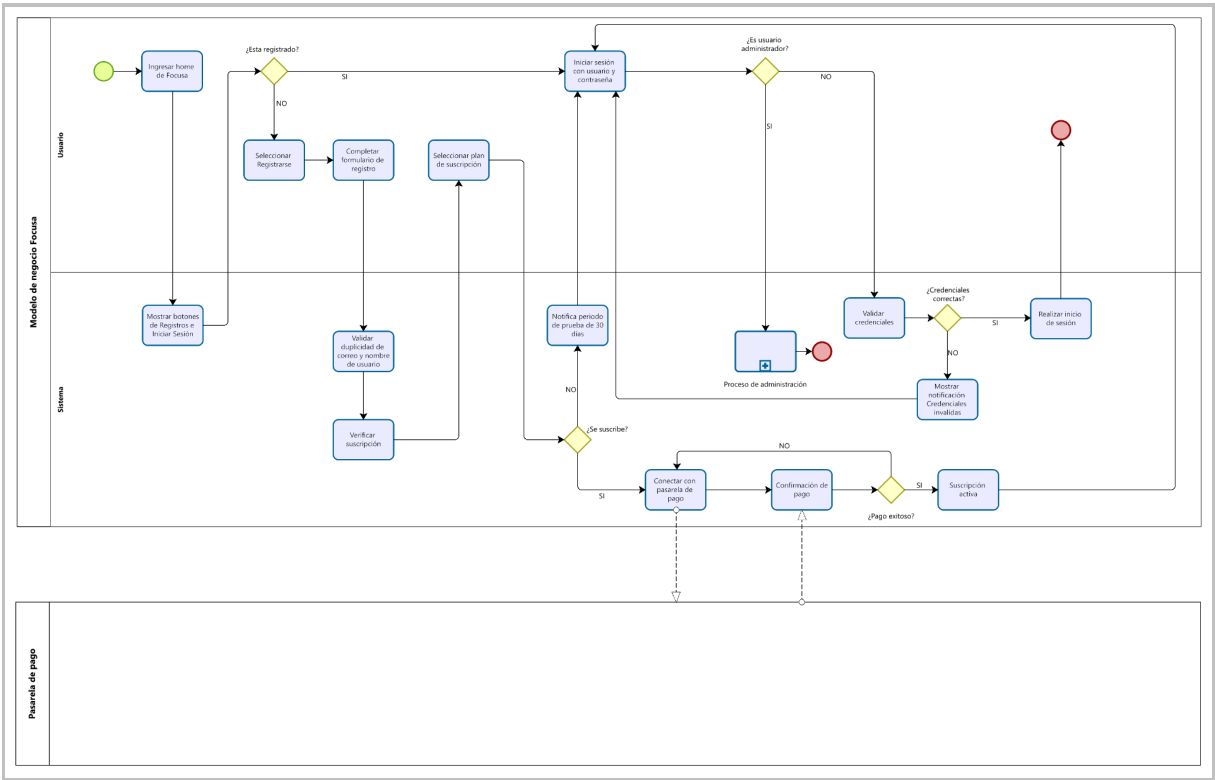 Modelo de negocio Focusa
Usuario
Ingresar home
de Focusa
¿Esta registrado?
SI
NO
Seleccionar
Registrarse
Completar
formulario de
registro
Seleccionar plan
de suscripción
Iniciar sesión
con usuario y
contraseña
¿Es usuario
administrador?
NO
SI
Sistema
Mostrar botones
de Registros e
Iniciar Sesión
Validar
duplicidad de
correo y nombre
de usuario
Verificar
suscripción
Notifica periodo
de prueba de 30
días
NO
¿Se suscribe?
SI
Proceso de administración
Validar
credenciales
¿Credenciales
correctas?
SI
NO
Realizar inicio
de sesión
Mostrar
notificación
Credenciales
invalidas
Conectar con
pasarela de
pago
NO
Confirmación de
pago
¿Pago exitoso?
SI
Suscripción
activa
Pasarela de pago